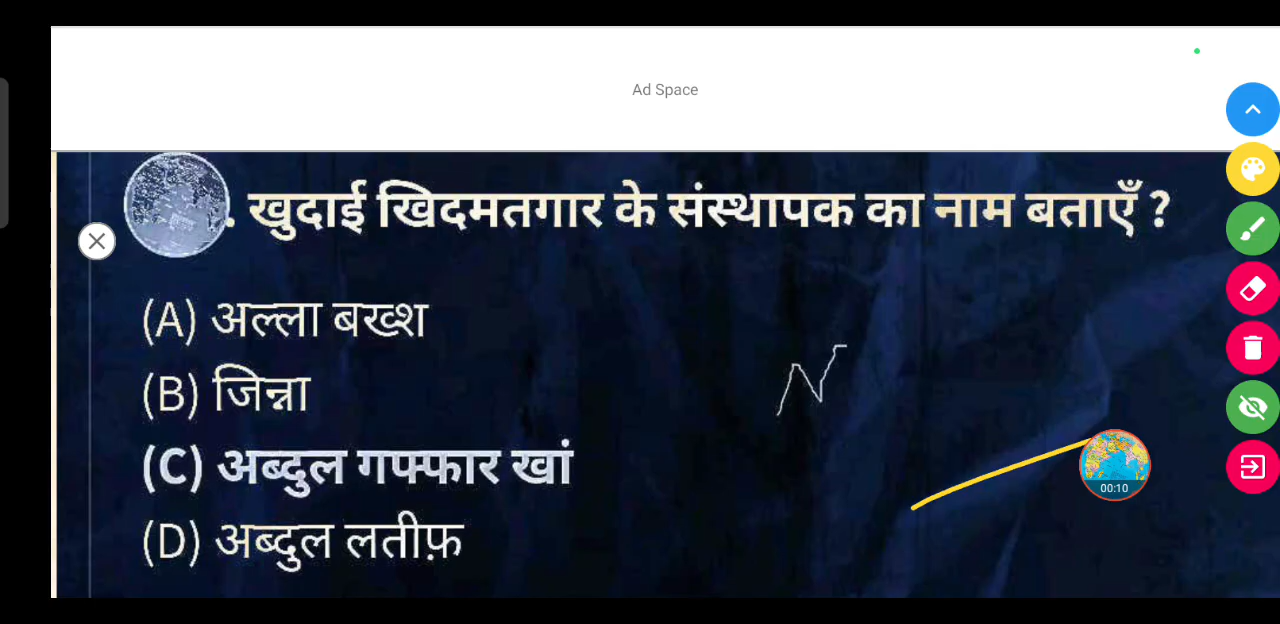 Ad Space
. खुदाई खिदमतगार के संस्थापक का नाम बताएँ ?
(A) अल्ला बख्श
(B) जिन्ना
(C) अब्दुल गफ्फार खां
(D) अब्दुल लतीफ़
00:10